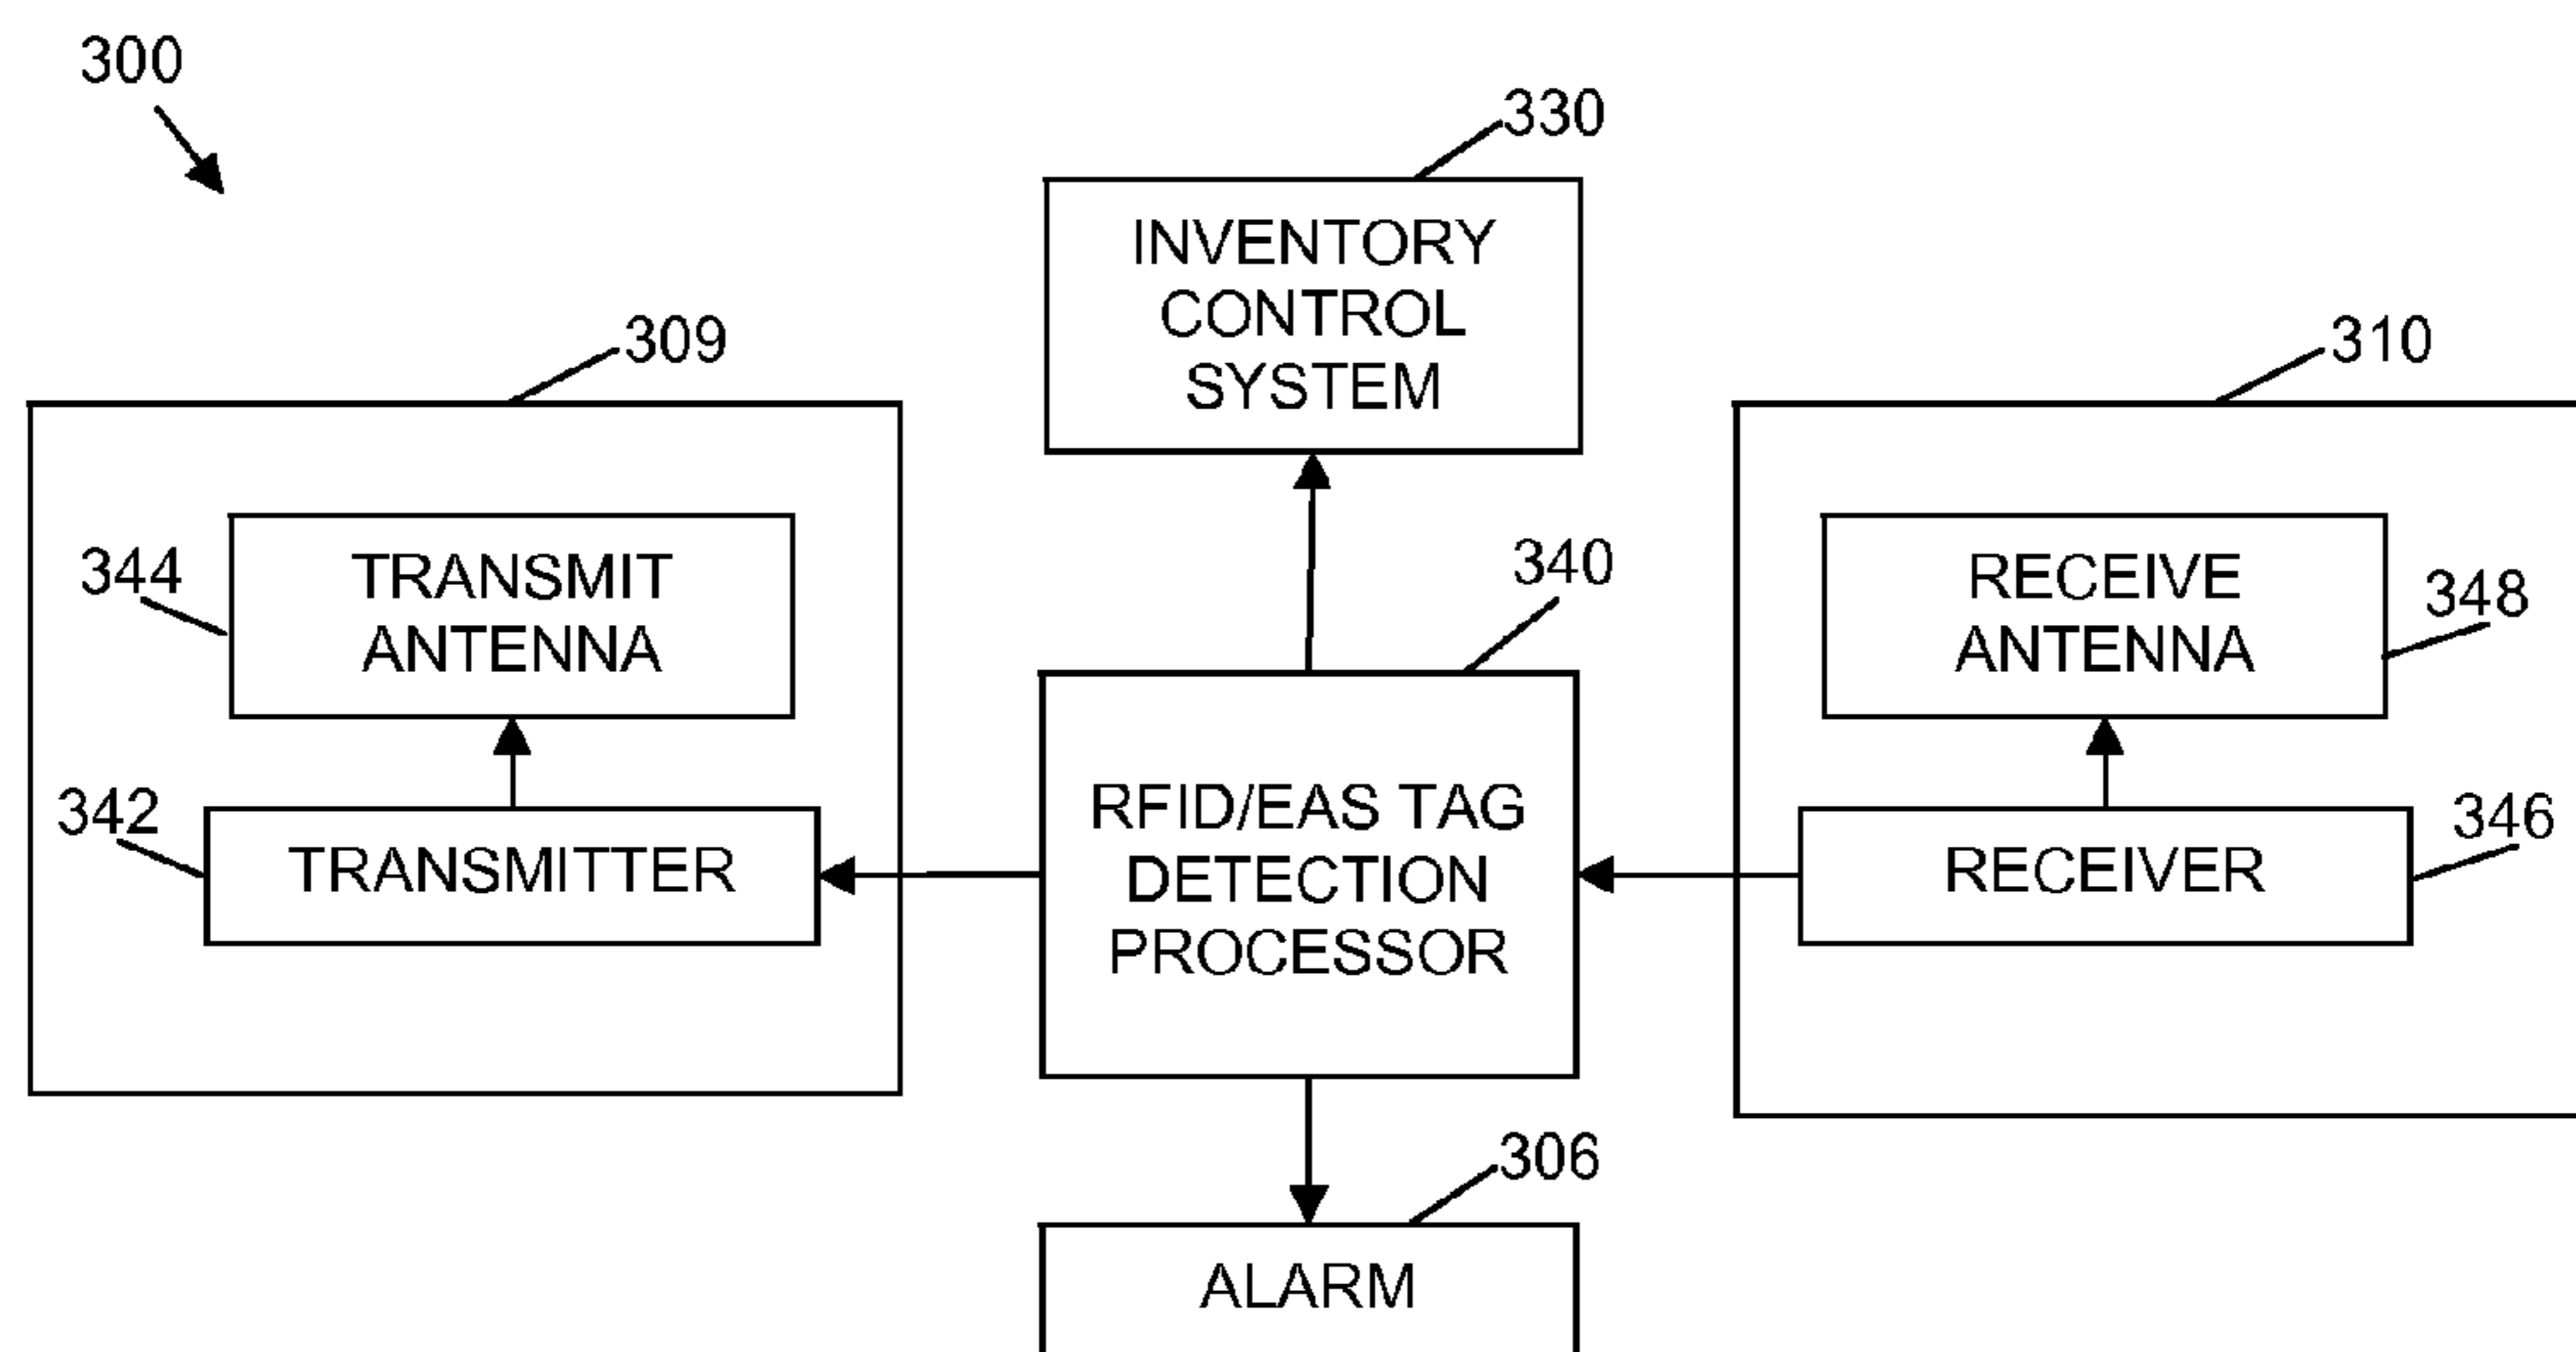 300
330
INVENTORY
CONTROL
SYSTEM
309
310
344
TRANSMIT
ANTENNA
340
RECEIVE
ANTENNA
348
342
TRANSMITTER
RFID/EAS TAG
DETECTION
PROCESSOR
RECEIVER
346
306
ALARM